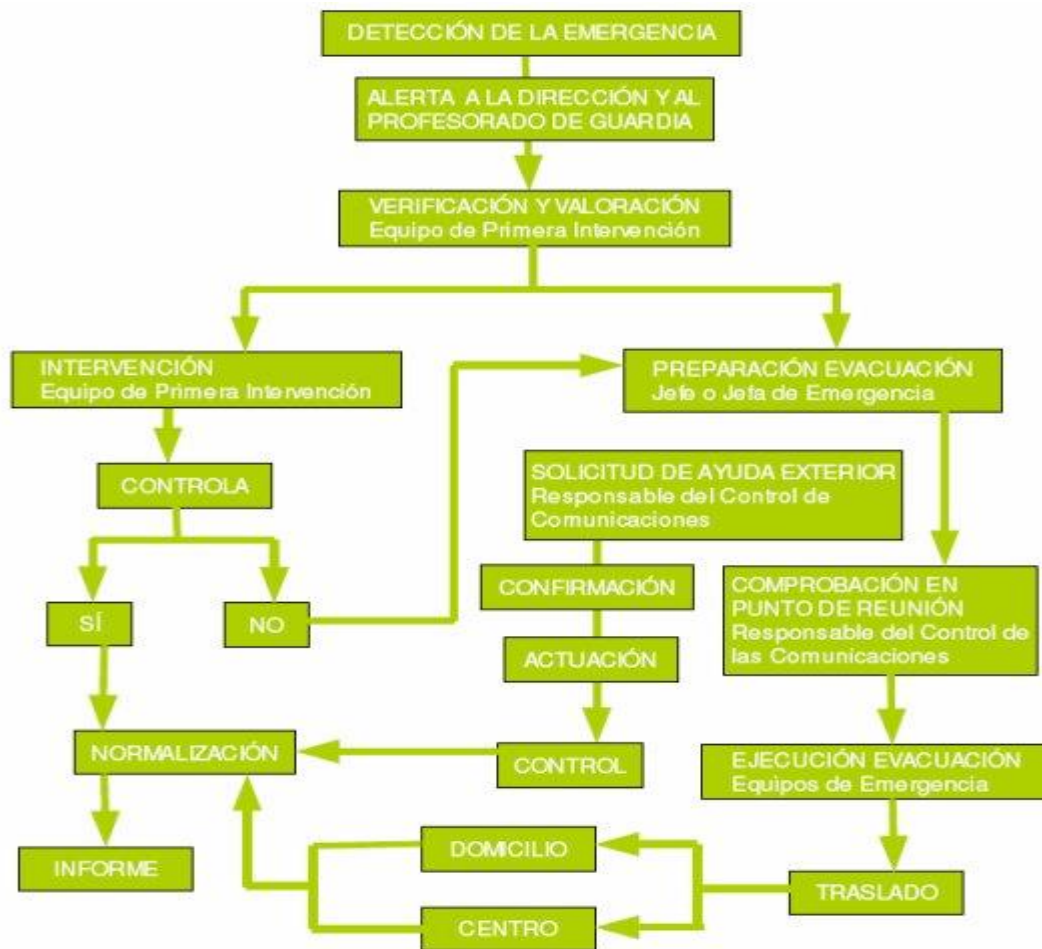 DETECCIÓN DE LA EMERGENCIA
ALERTA A LA DIRECCIÓN Y AL
PROFESORADO DE GUARDIA
VERIFICACIÓN Y VALORACIÓN
Equipo de Primera Intervención
INTERVENCIÓN
Equipo de Primera Intervención
PREPARACIÓN EVACUACIÓN
Jefe o Jefa de Emergencia
CONTROLA
SOLICITUD DE AYUDA EXTERIOR
Responsable del Control de
Comunicaciones
SÍ
NO
CONFIRMACIÓN
COMPROBACIÓN EN
PUNTO DE REUNIÓN
Responsable del Control de
las Comunicaciones
ACTUACIÓN
NORMALIZACIÓN
CONTROL
EJECUCIÓN EVACUACIÓN
Equipos de Emergencia
INFORME
DOMICILIO
TRASLADO
CENTRO